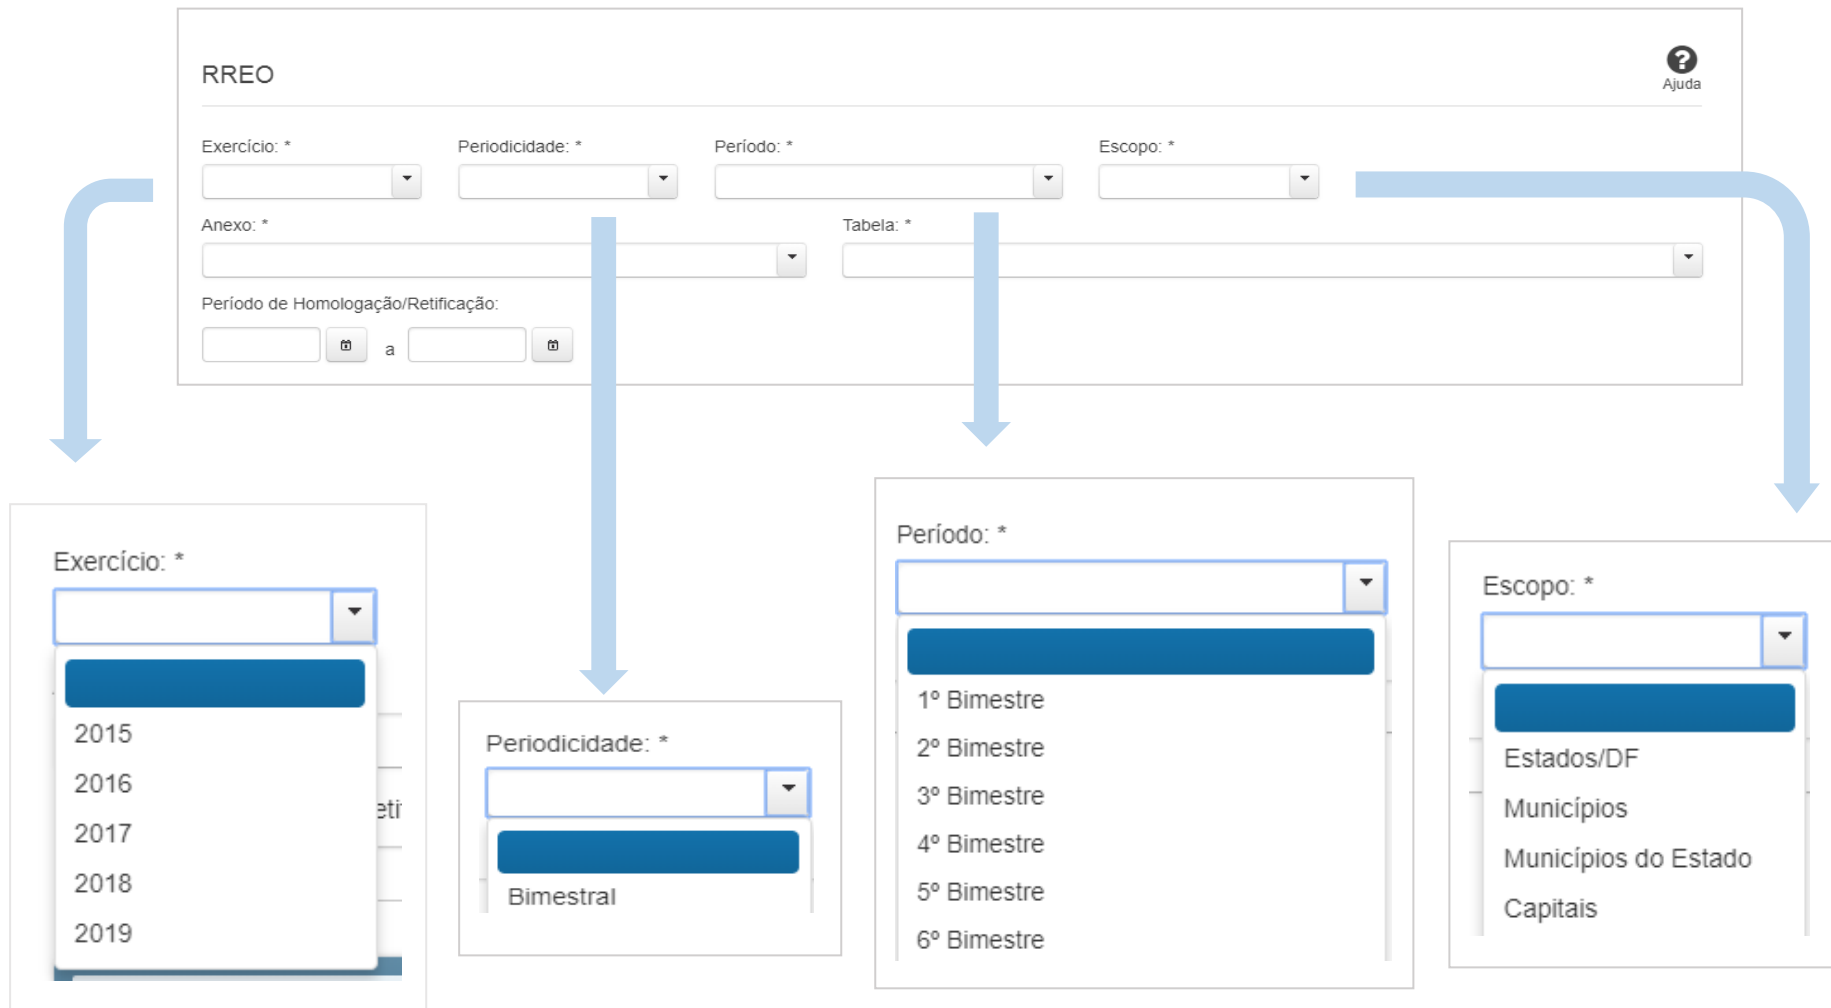 RREO
Ajuda
Exercício: * Periodicidade: * Período: * Escopo: *
Anexo: * Tabela: *
Período de Homologação/Retificação:
a
Exercício: *
2015
2016
2017
2018
2019
eti
Periodicidade: *
Bimestral
Período: *
1º Bimestre
2º Bimestre
3º Bimestre
4º Bimestre
5º Bimestre
6º Bimestre
Escopo: *
Estados/DF
Municípios
Municípios do Estado
Capitais